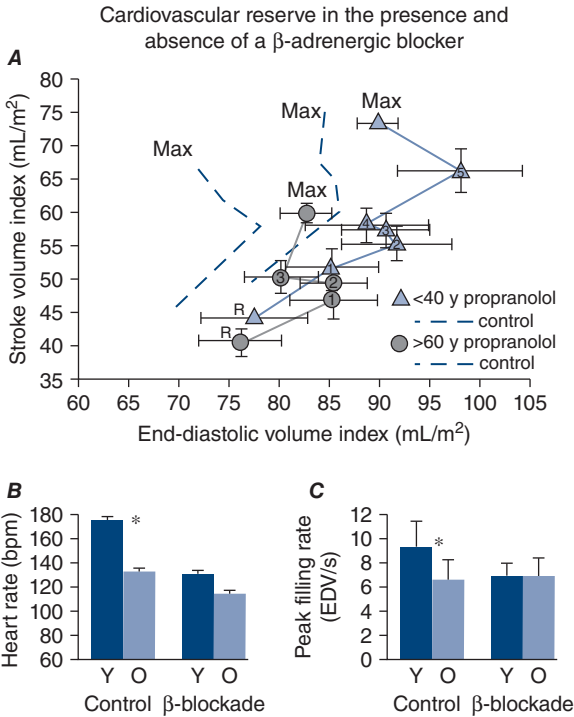 Cardiovascular reserve in the presence and
absence of a β-adrenergic blocker
A
Stroke volume index (mL/m²)
80
75
70
65
60
55
50
45
40
35
Max
Max
Max
Max
5
4
3
2
1
R
3
2
1
R
<40 y propranolol
control
>60 y propranolol
control
60 65 70 75 80 85 90 95 100 105
End-diastolic volume index (mL/m²)
B
Heart rate (bpm)
180
160
140
120
100
80
60
*
Y O Y O
Control β-blockade
C
Peak filling rate
(EDV/s)
12
10
8
6
4
2
0
*
Y O Y O
Control β-blockade